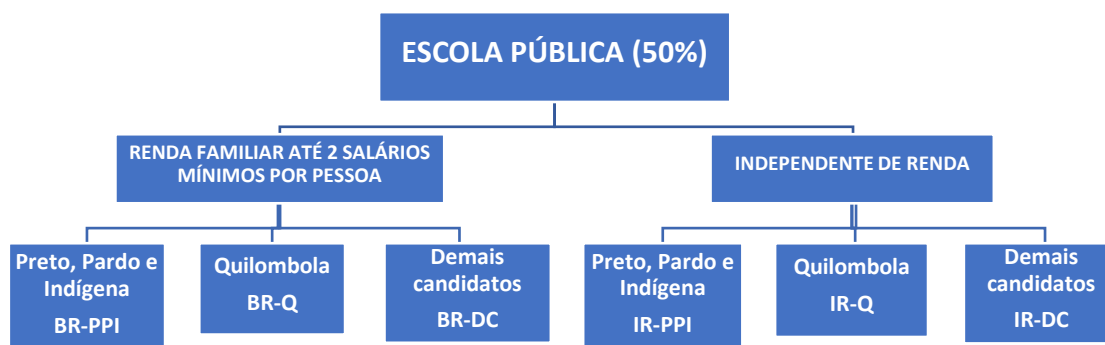 ESCOLA PÚBLICA (50%)
RENDA FAMILIAR ATÉ 2 SALÁRIOS
MÍNIMOS POR PESSOA
INDEPENDENTE DE RENDA
Preto, Pardo e
Indígena
BR-PPI
Quilombola
BR-Q
Demais
candidatos
BR-DC
Preto, Pardo e
Indígena
IR-PPI
Quilombola
IR-Q
Demais
candidatos
IR-DC